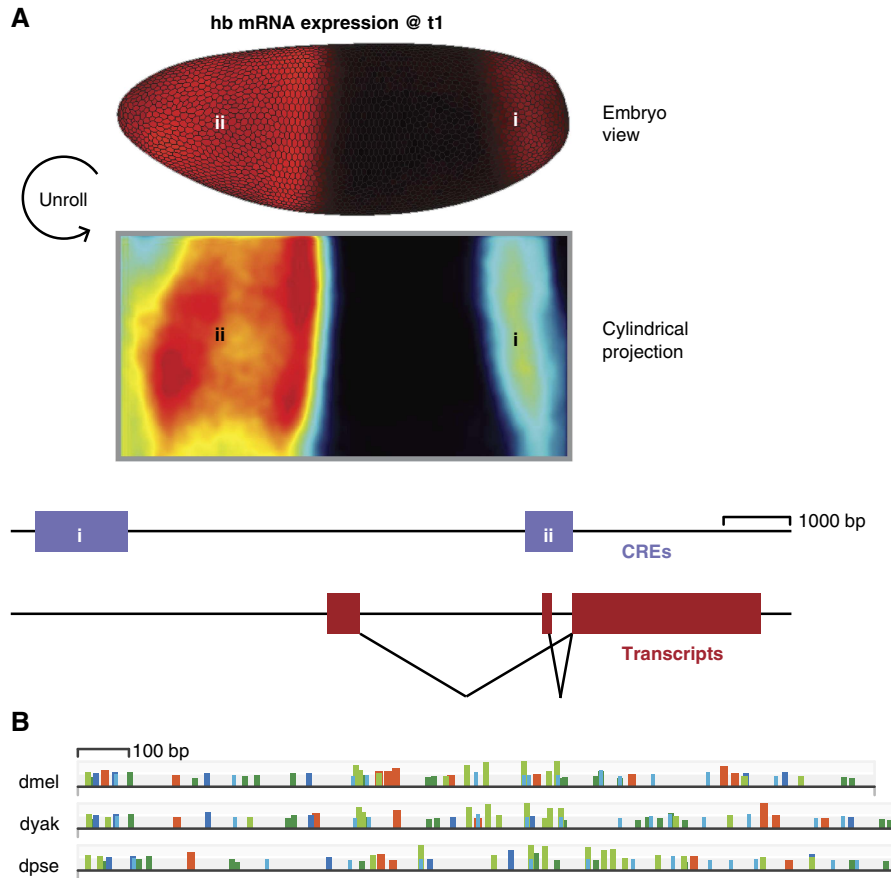 A
hb mRNA expression @ t1
ii
i
Embryo
view
Unroll
ii
i
Cylindrical
projection
i
ii
1000 bp
CREs
Transcripts
B
100 bp
dmel
dyak
dpse